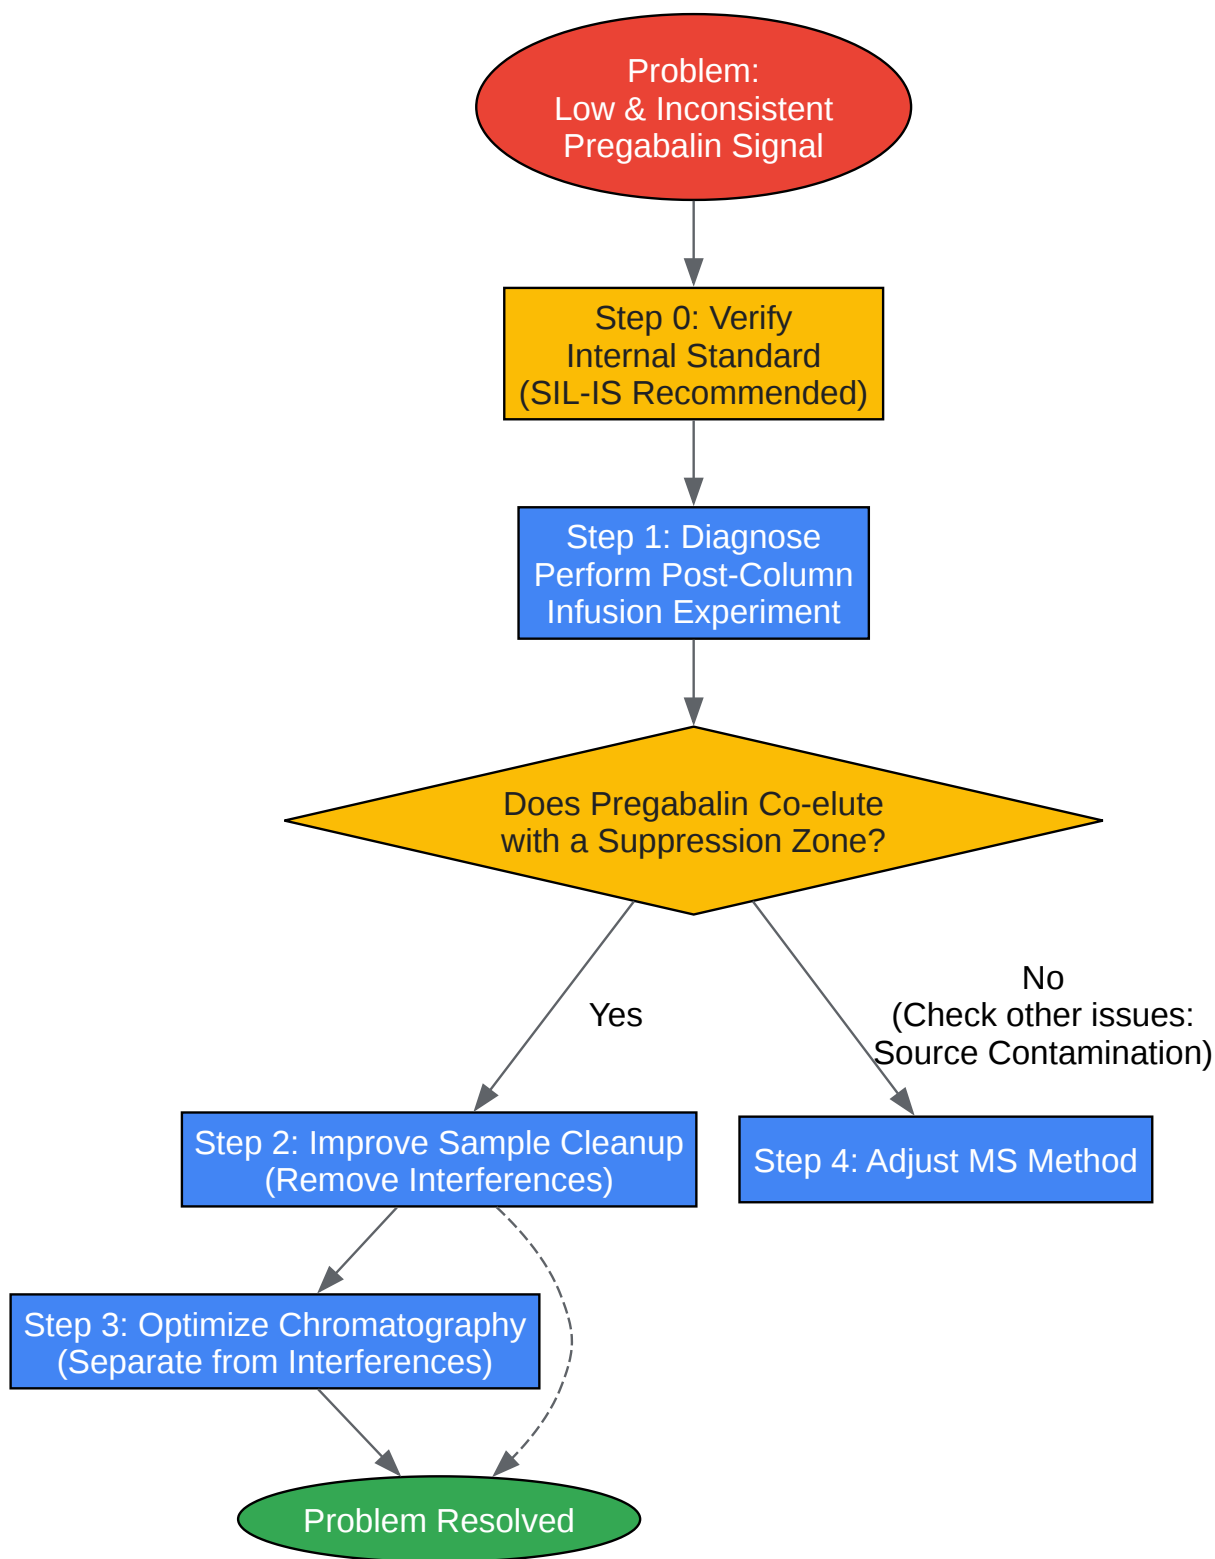 Problem:
Low & Inconsistent
Pregabalin Signal
Step 0: Verify
Internal Standard
(SIL-IS Recommended)
Step 1: Diagnose
Perform Post-Column
Infusion Experiment
Does Pregabalin Co-elute
with a Suppression Zone?
Yes
No
(Check other issues:
Source Contamination)
Step 2: Improve Sample Cleanup
(Remove Interferences)
Step 4: Adjust MS Method
Step 3: Optimize Chromatography
(Separate from Interferences)
Problem Resolved